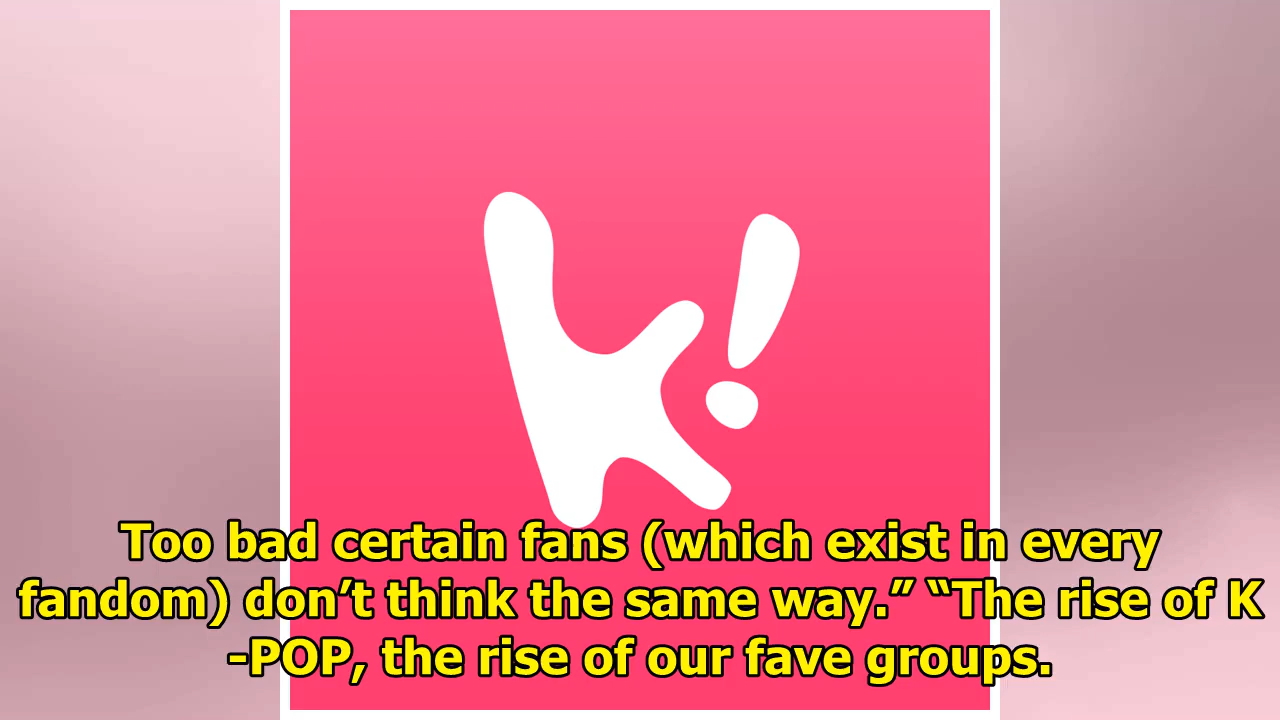 k!
Too bad certain fans (which exist in every
fandom) don’t think the same way.” “The rise of K
-POP, the rise of our fave groups.